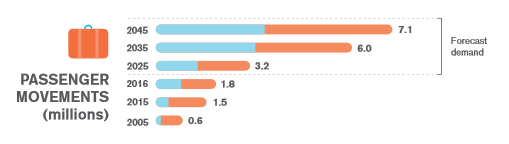 2045 7.1
2035 6.0
Forecast
demand
2025 3.2
PASSENGER
MOVEMENTS
(millions)
2016 1.8
2015 1.5
2005 0.6